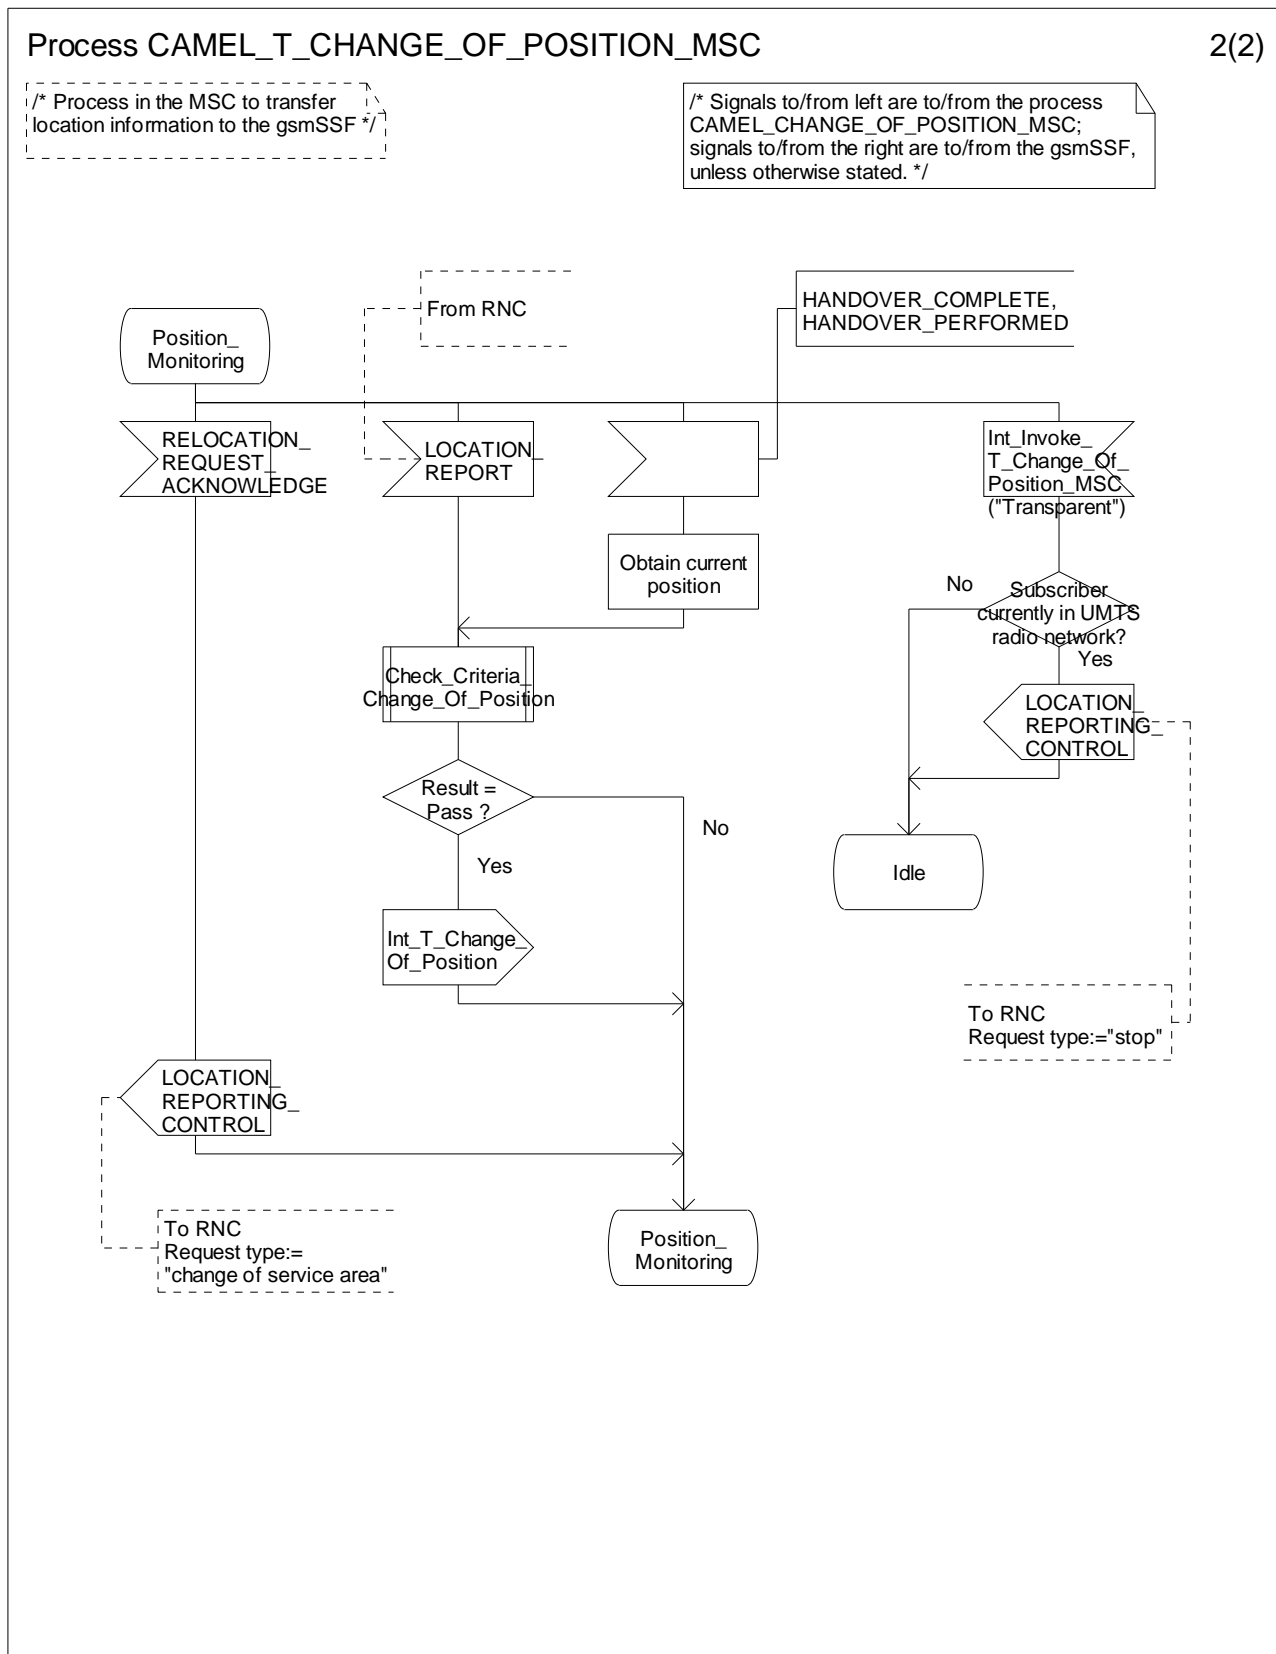 Process CAMEL_T_CHANGE_OF_POSITION_MSC
2(2)
/* Process in the MSC to transfer
location information to the gsmSSF */
/* Signals to/from left are to/from the process
CAMEL_CHANGE_OF_POSITION_MSC;
signals to/from the right are to/from the gsmSSF,
unless otherwise stated. */
From RNC
HANDOVER_COMPLETE,
HANDOVER_PERFORMED
Position_
Monitoring
RELOCATION_
REQUEST_
ACKNOWLEDGE
LOCATION_
REPORT
Int_Invoke_
T_Change_Of_
Position_MSC
("Transparent")
Obtain current
position
No
Subscriber
currently in UMTS
radio network?
Yes
Check_Criteria_
Change_Of_Position
LOCATION_
REPORTING_
CONTROL
Result =
Pass ?
No
Yes
Idle
Int_T_Change_
Of_Position
To RNC
Request type:="stop"
LOCATION_
REPORTING_
CONTROL
To RNC
Request type:=
"change of service area"
Position_
Monitoring